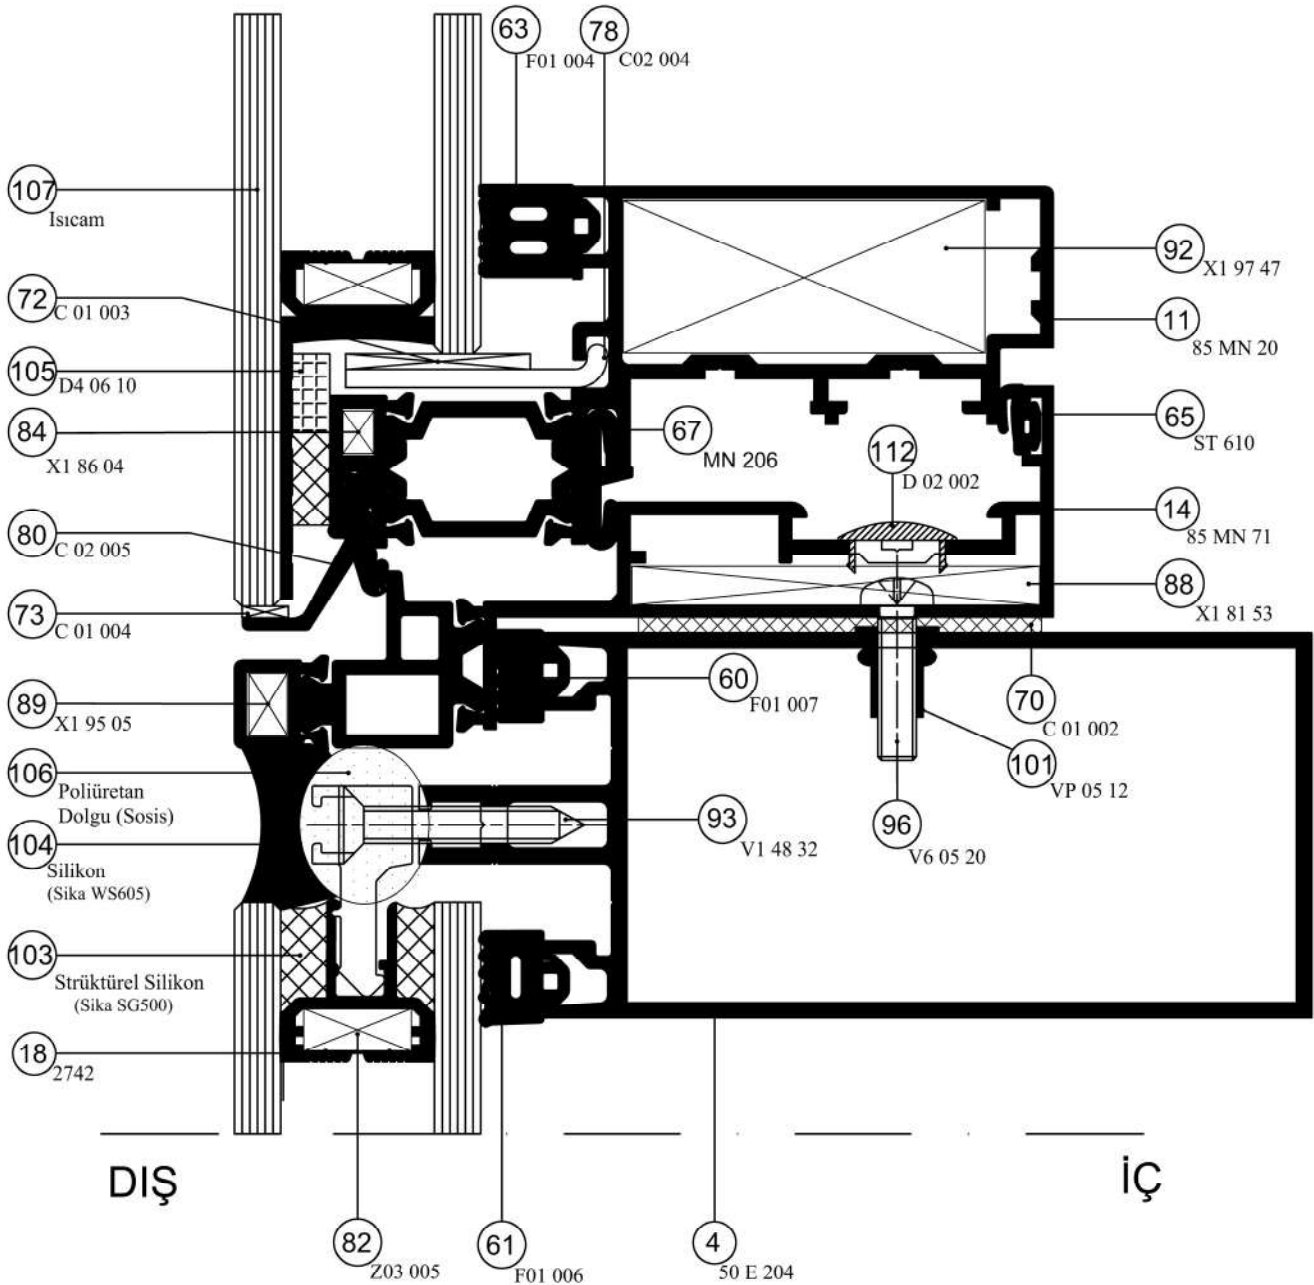 63
F01 004
78
C02 004
107
Isıcam
92
X1 97 47
72
C 01 003
11
85 MN 20
105
D4 06 10
65
ST 610
84
X1 86 04
67
MN 206
112
D 02 002
14
85 MN 71
80
C 02 005
88
X1 81 53
73
C 01 004
60
F01 007
70
C 01 002
89
X1 95 05
101
VP 05 12
106
Poliüretan
Dolgu (Sosis)
93
V1 48 32
96
V6 05 20
104
Silikon
(Sika WS605)
103
Strüktürel Silikon
(Sika SG500)
18
2742
DIŞ
İÇ
82
Z03 005
61
F01 006
4
50 E 204